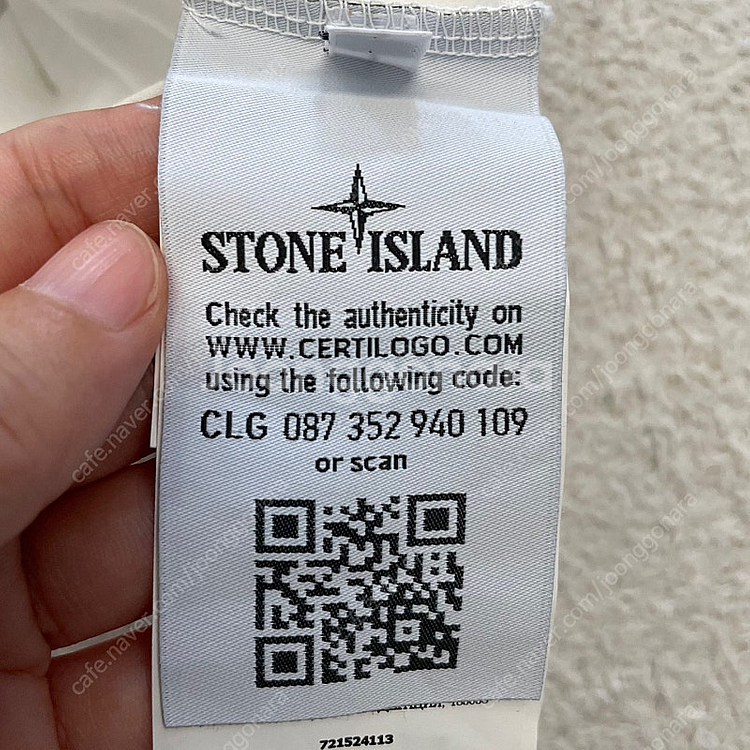 STONE ISLAND
Check the authenticity on
WWW.CERTILOGO.COM
using the following code:
CLG 087 352 940 109
or scan
721524113
cafe.naver.com/joonggonara